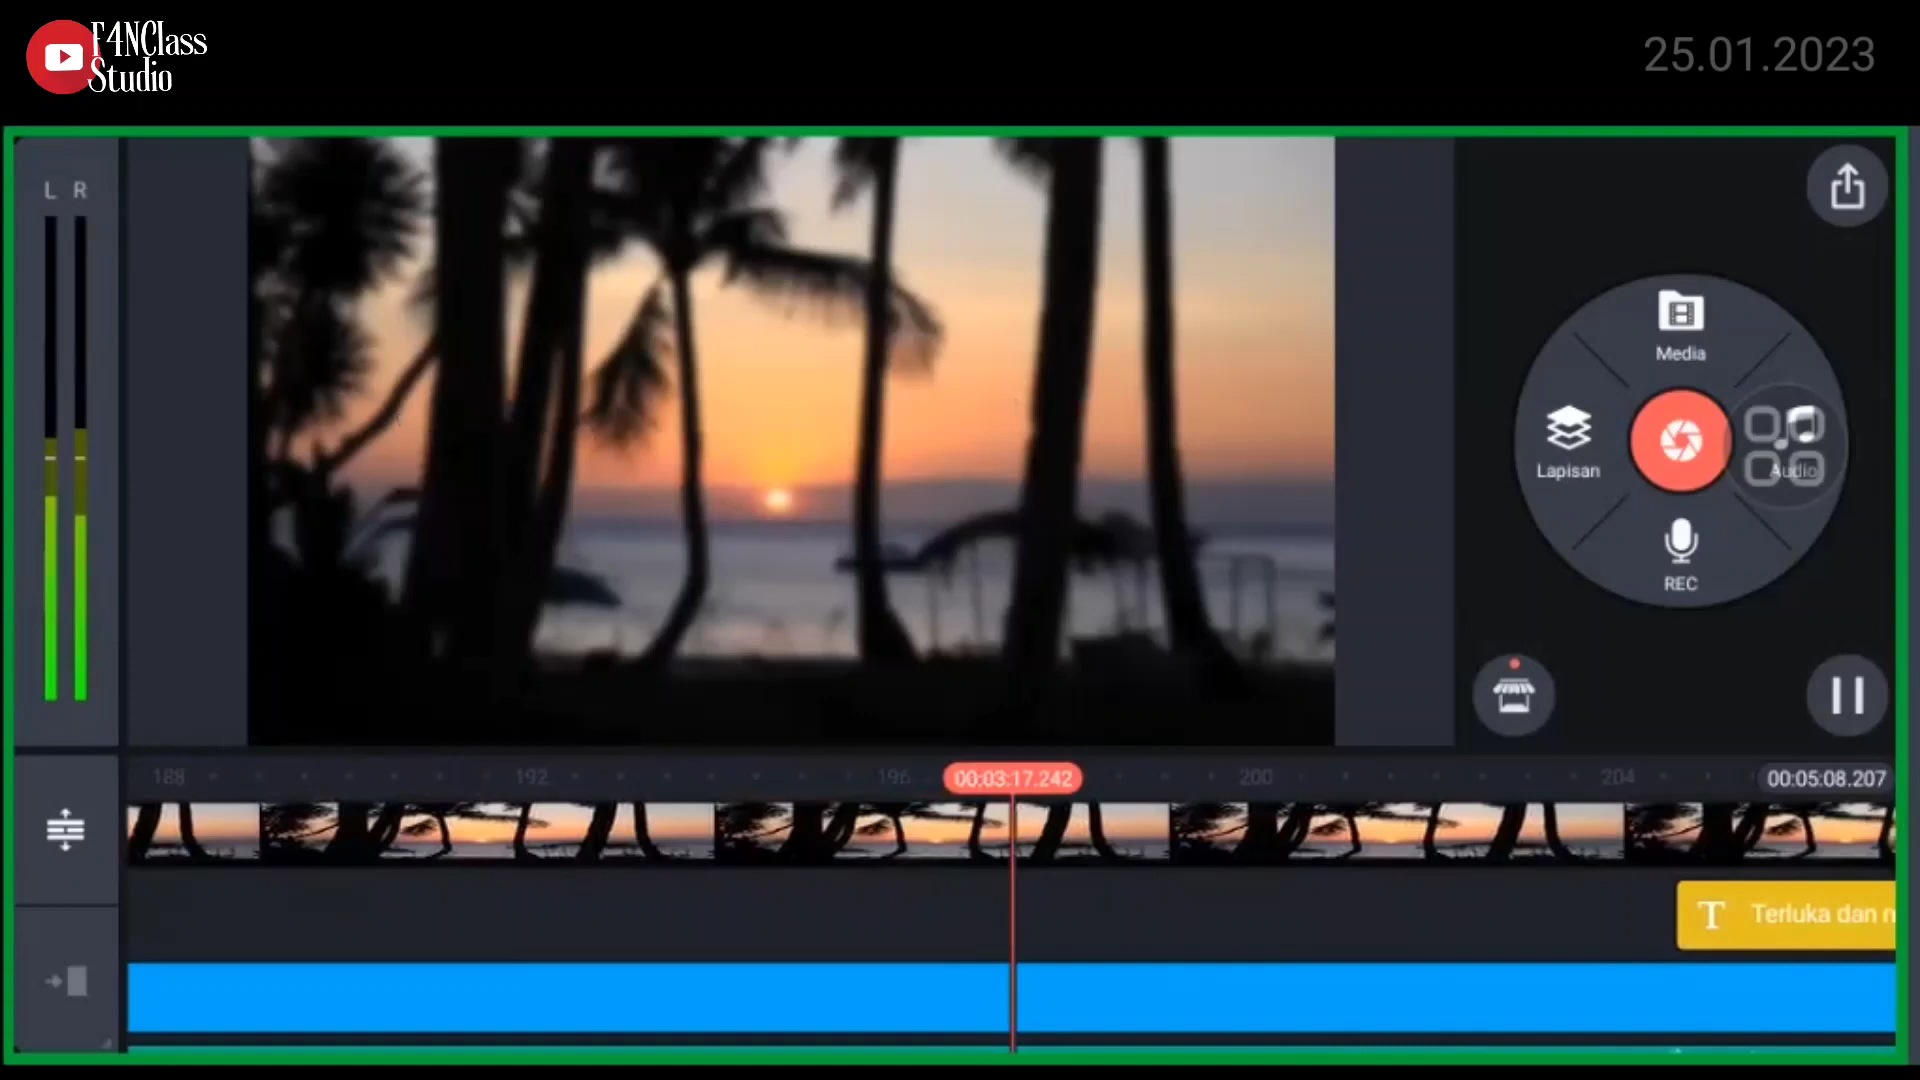 F4NClass
Studio
25.01.2023
L R
Media
Lapisan
Audio
REC
188 192 196 00:03:17.242 200 204 00:05:08.207
T Terluka dan